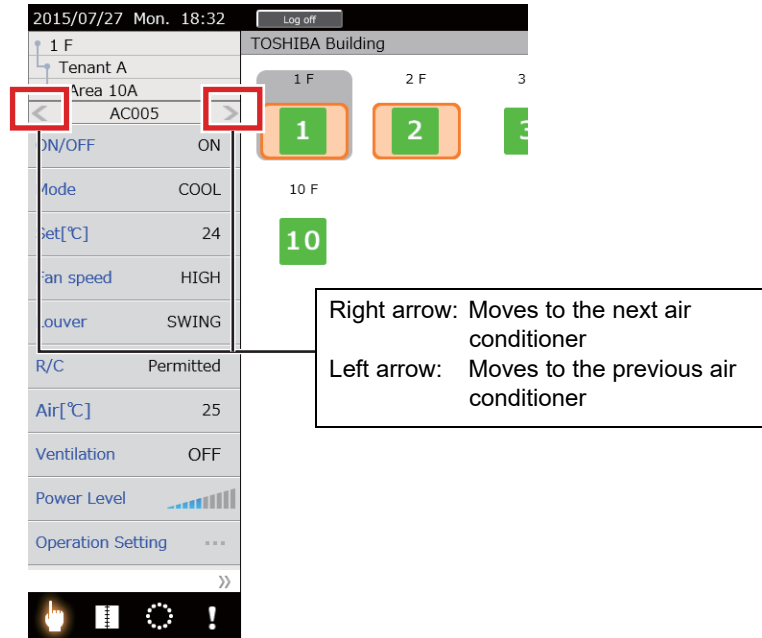 2015/07/27 Mon. 18:32
Log off
1 F
Tenant A
Area 10A
TOSHIBA Building
< AC005 >
ON/OFF ON
Mode COOL
Set[℃] 24
Fan speed HIGH
Louver SWING
R/C Permitted
Air[℃] 25
Ventilation OFF
Power Level
Operation Setting ...
»
1 F 2 F 3
1 2 3
10 F
10
Right arrow: Moves to the next air
conditioner
Left arrow: Moves to the previous air
conditioner
!